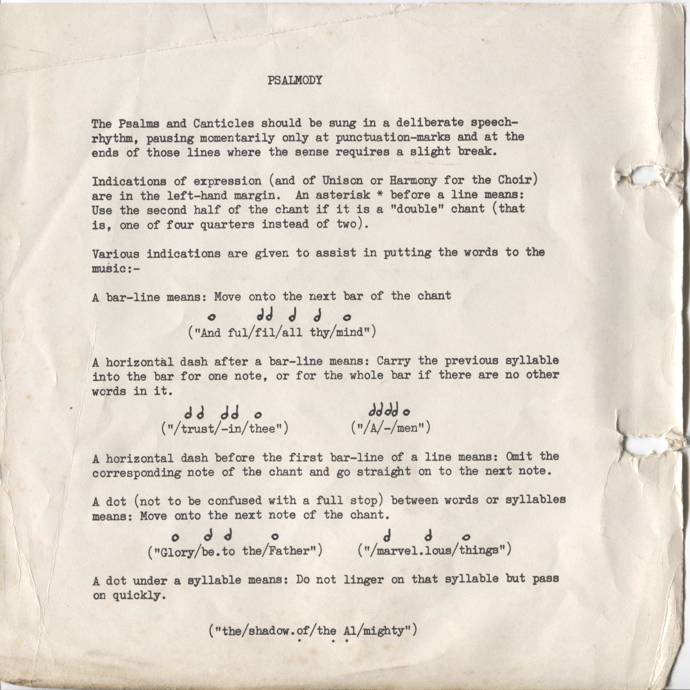 PSALMODY
The Psalms and Canticles should be sung in a deliberate speech-
rhythm, pausing momentarily only at punctuation-marks and at the
ends of those lines where the sense requires a slight break.
Indications of expression (and of Unison or Harmony for the Choir)
are in the left-hand margin. An asterisk * before a line means:
Use the second half of the chant if it is a "double" chant (that
is, one of four quarters instead of two).
Various indications are given to assist in putting the words to the
music:-
A bar-line means: Move onto the next bar of the chant
("And ful/fil/all thy/mind")
A horizontal dash after a bar-line means: Carry the previous syllable
into the bar for one note, or for the whole bar if there are no other
words in it.
("/trust/-in/thee") ("/A/-/men")
A horizontal dash before the first bar-line of a line means: Omit the
corresponding note of the chant and go straight on to the next note.
A dot (not to be confused with a full stop) between words or syllables
means: Move onto the next note of the chant.
("Glory/be.to the/Father") ("/marvel.lous/things")
A dot under a syllable means: Do not linger on that syllable but pass
on quickly.
("the/shadow.of/the Al/mighty")